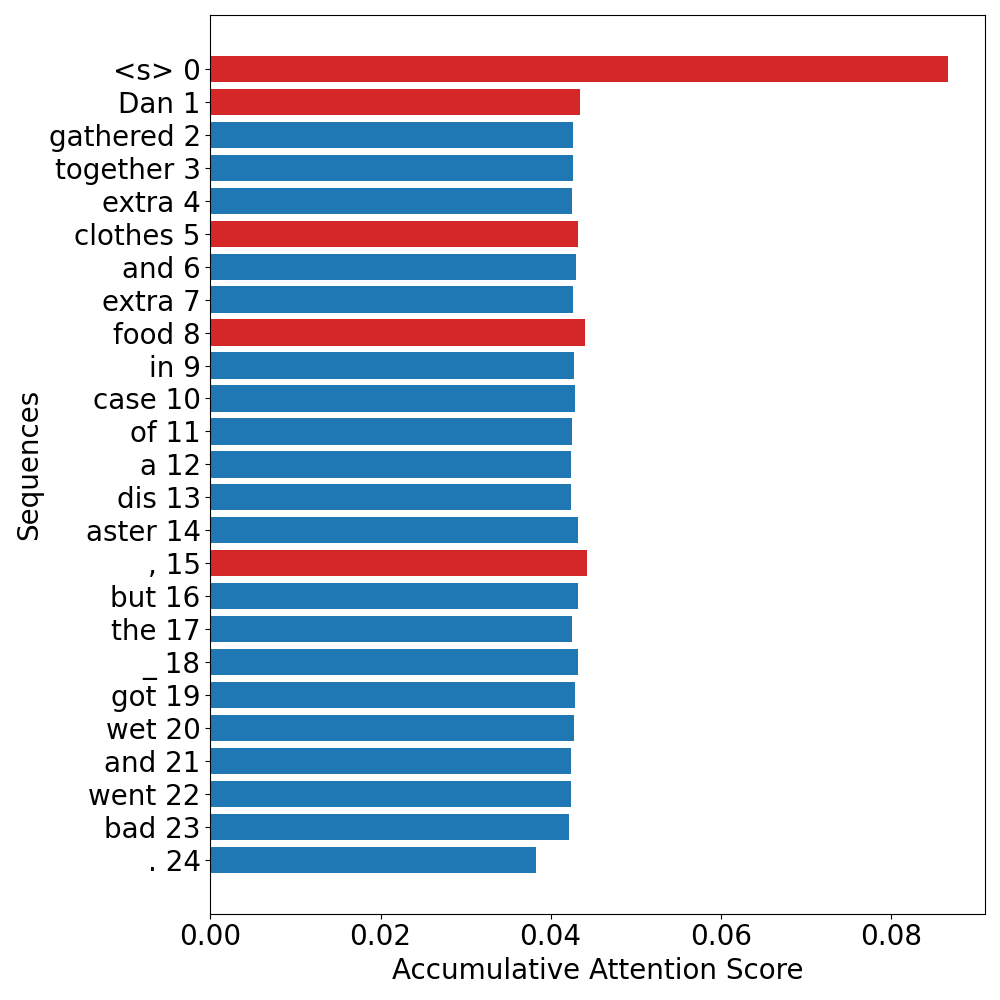 <s> 0
Dan 1
gathered 2
together 3
extra 4
clothes 5
and 6
extra 7
food 8
in 9
case 10
of 11
a 12
dis 13
aster 14
, 15
but 16
the 17
_ 18
got 19
wet 20
and 21
went 22
bad 23
. 24
Sequences
0.00 0.02 0.04 0.06 0.08
Accumulative Attention Score